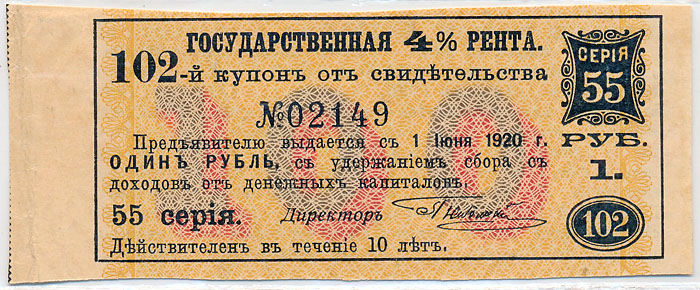 ГОСУДАРСТВЕННАЯ 4% РЕНТА.
102-й купонъ отъ свидѣтельства
№02149
Предъявителю выдается съ 1 Іюня 1920 г.
ОДИНЪ РУБЛЬ, съ удержаніемъ сбора съ
доходовъ отъ денежныхъ капиталовъ.
55 серія.
Директоръ
Дѣйствителенъ въ теченіе 10 лѣтъ.
СЕРІЯ
55
РУБ.
1.
102
100